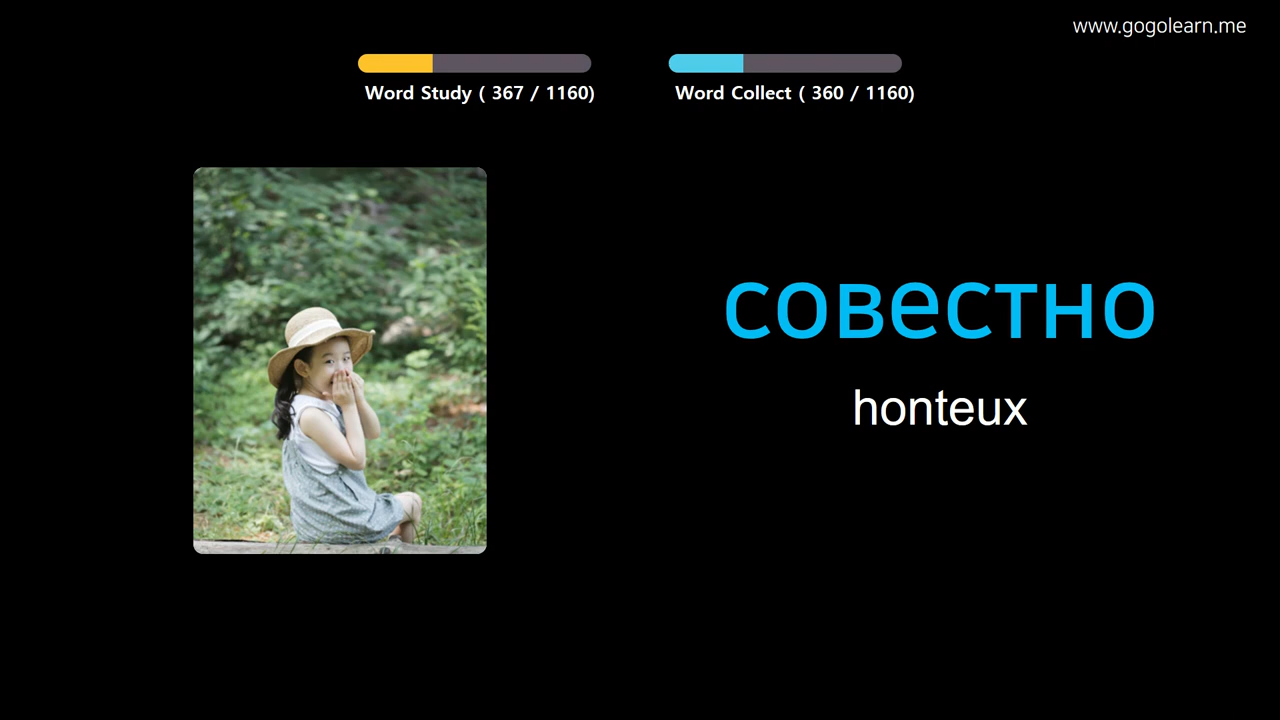 www.gogolearn.me
Word Study ( 367 / 1160)
Word Collect ( 360 / 1160)
совестно
honteux